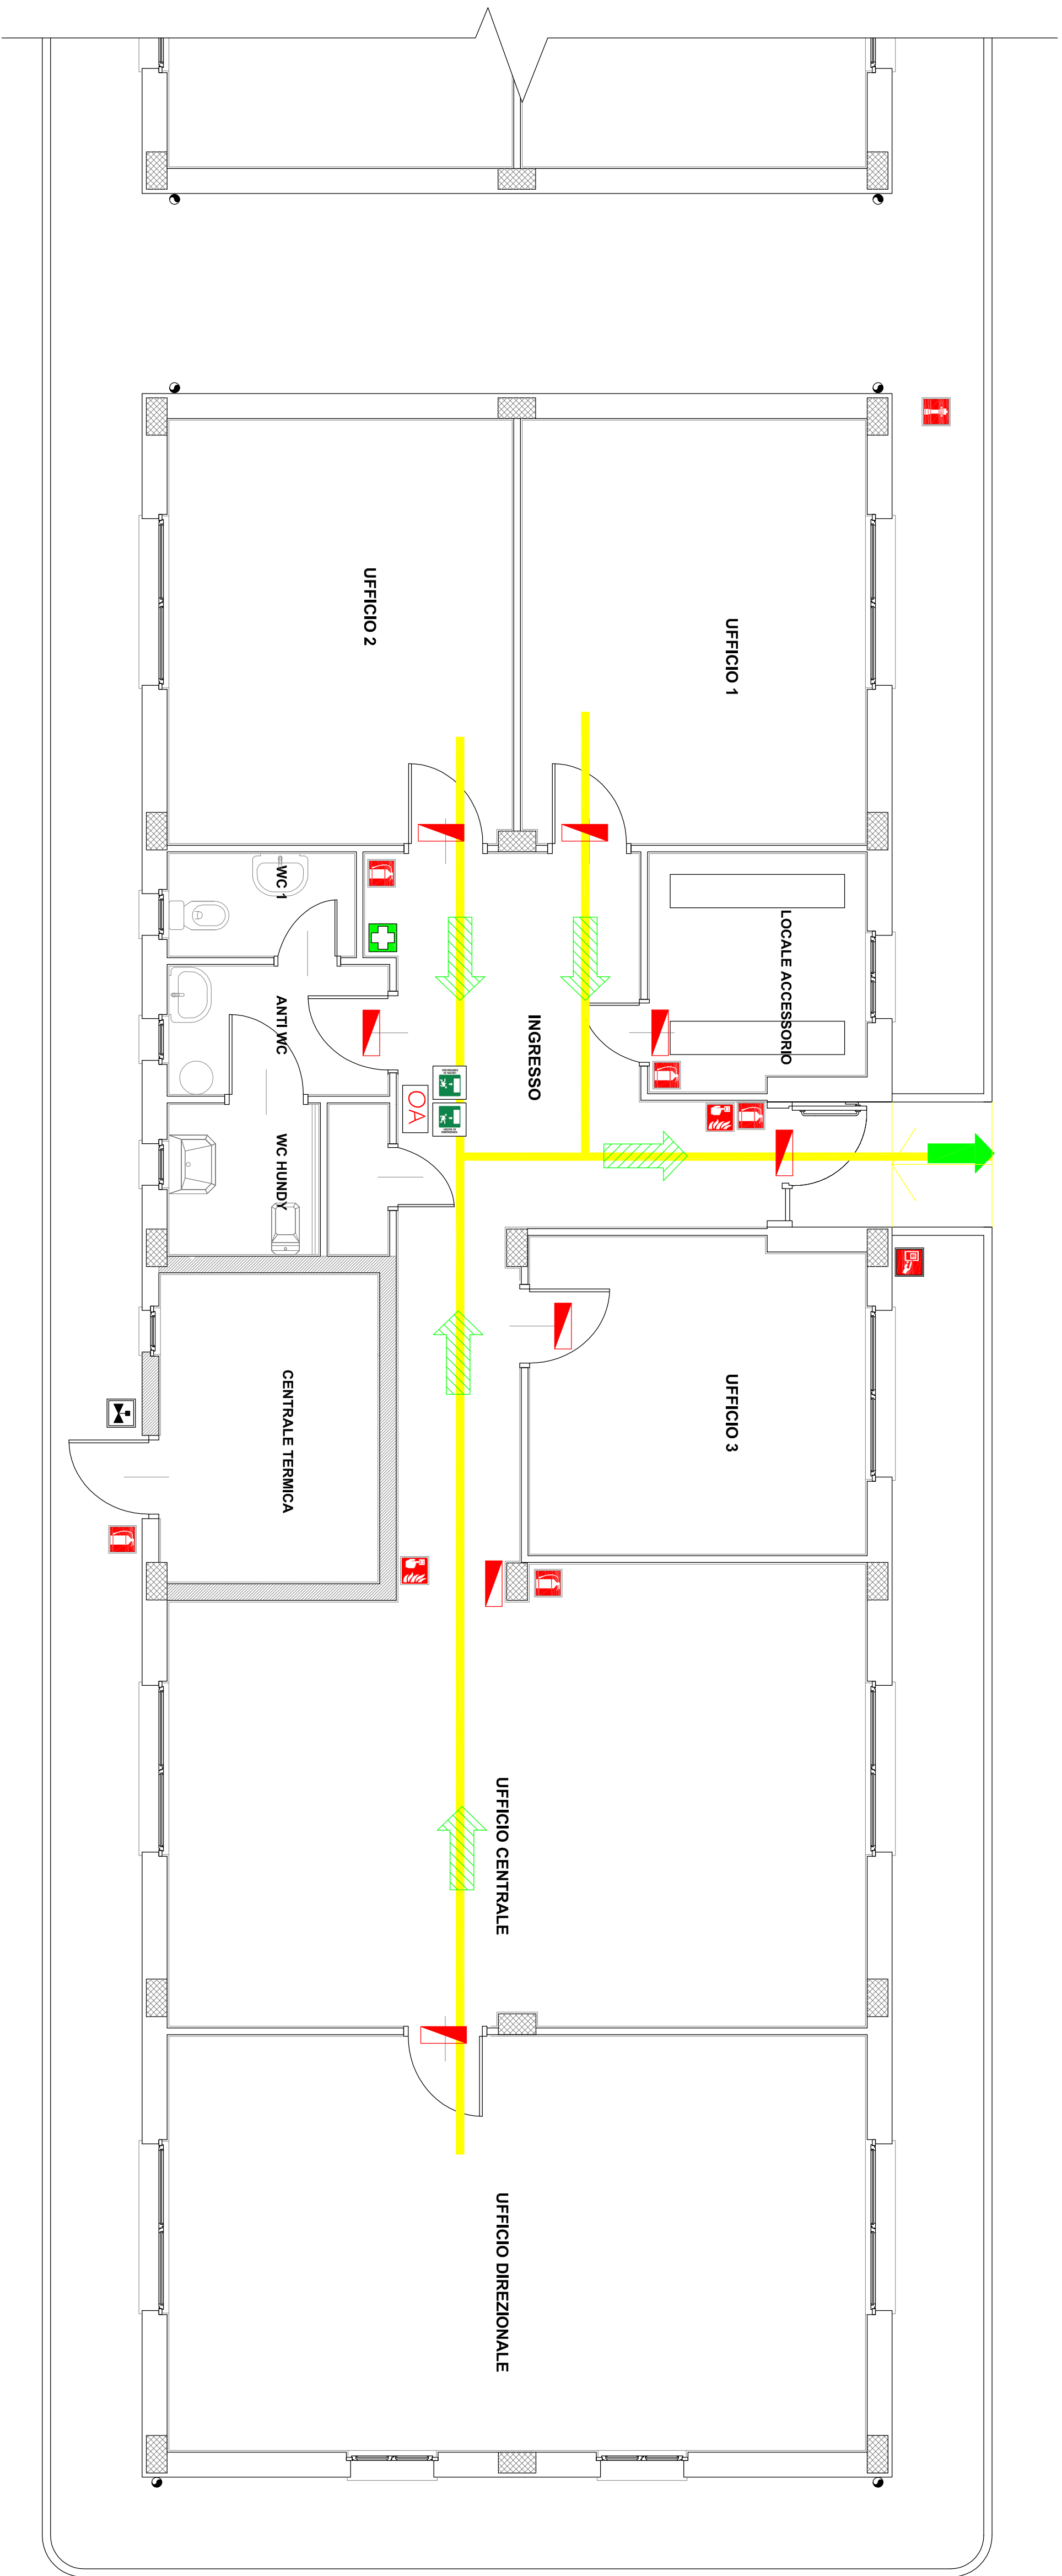 UFFICIO 1
UFFICIO 2
LOCALE ACCESSORIO
WC 1
ANTI WC
INGRESSO
OA
WC HUNDY
UFFICIO 3
CENTRALE TERMICA
UFFICIO CENTRALE
UFFICIO DIREZIONALE